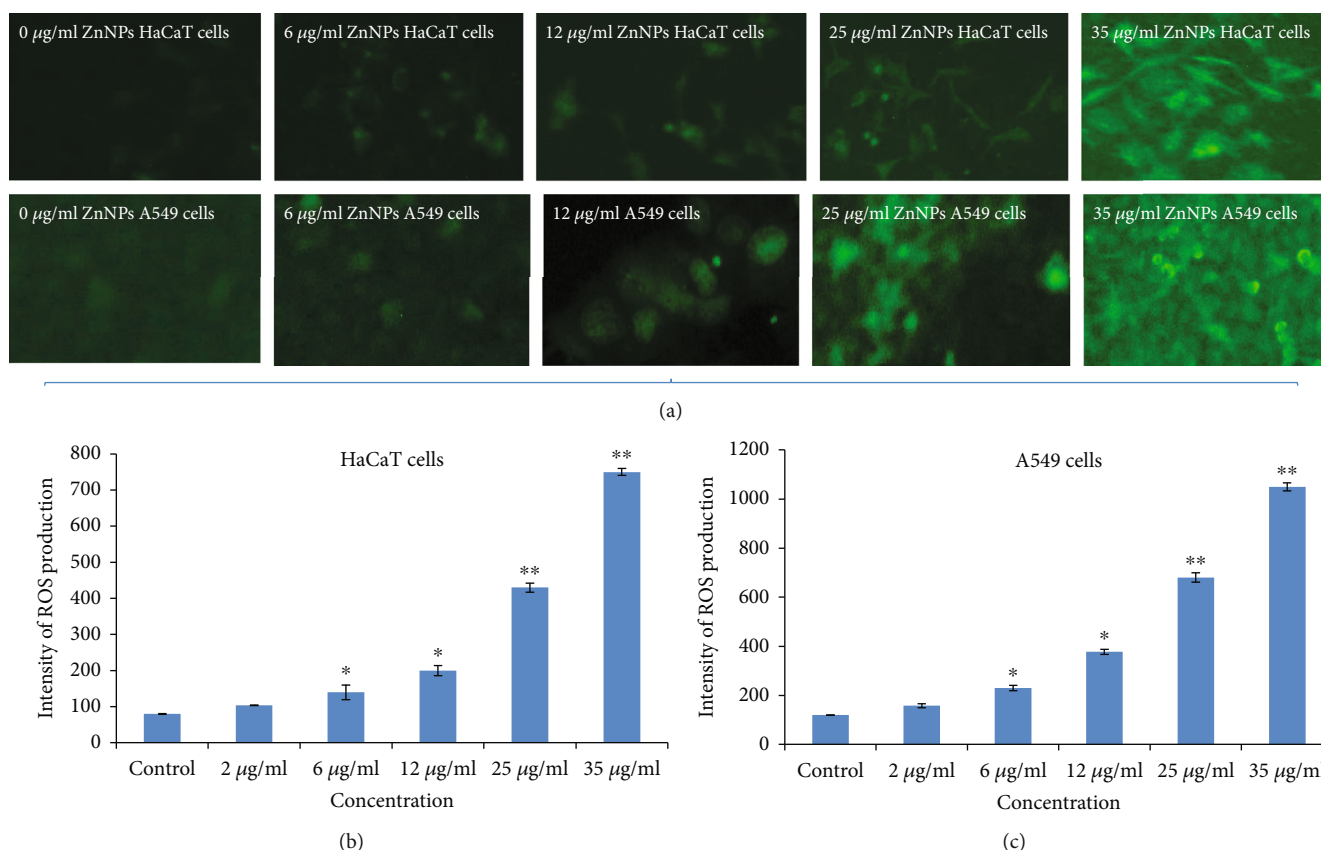 0 μg/ml ZnNPs HaCaT cells
6 μg/ml ZnNPs HaCaT cells
12 μg/ml ZnNPs HaCaT cells
25 μg/ml ZnNPs HaCaT cells
35 μg/ml ZnNPs HaCaT cells
0 μg/ml ZnNPs A549 cells
6 μg/ml ZnNPs A549 cells
12 μg/ml A549 cells
25 μg/ml ZnNPs A549 cells
35 μg/ml ZnNPs A549 cells
(a)
HaCaT cells
Intensity of ROS production
800
700
600
500
400
300
200
100
0
*
*
**
**
Control
2 μg/ml
6 μg/ml
12 μg/ml
25 μg/ml
35 μg/ml
Concentration
(b)
A549 cells
Intensity of ROS production
1200
1000
800
600
400
200
0
*
*
**
**
Control
2 μg/ml
6 μg/ml
12 μg/ml
25 μg/ml
35 μg/ml
Concentration
(c)